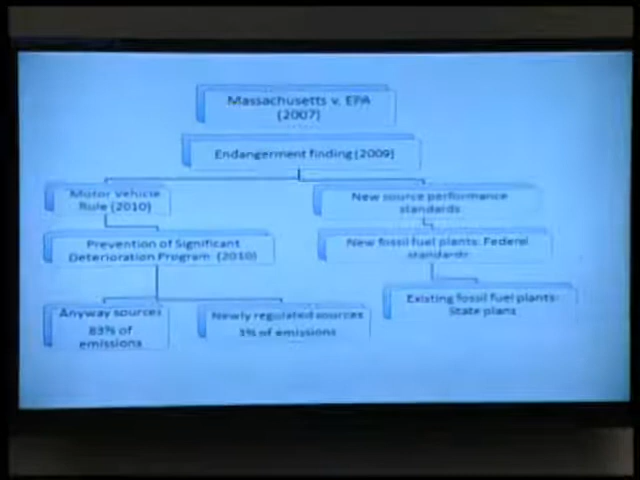 Massachusetts v. EPA
(2007)
Endangerment finding (2009)
Motor vehicle
Rule (2010)
New source performance
standards
Prevention of Significant
Deterioration Program (2010)
New fossil fuel plants: Federal
standards
Anyway sources
83% of
emissions
Newly regulated sources
3% of emissions
Existing fossil fuel plants:
State plans